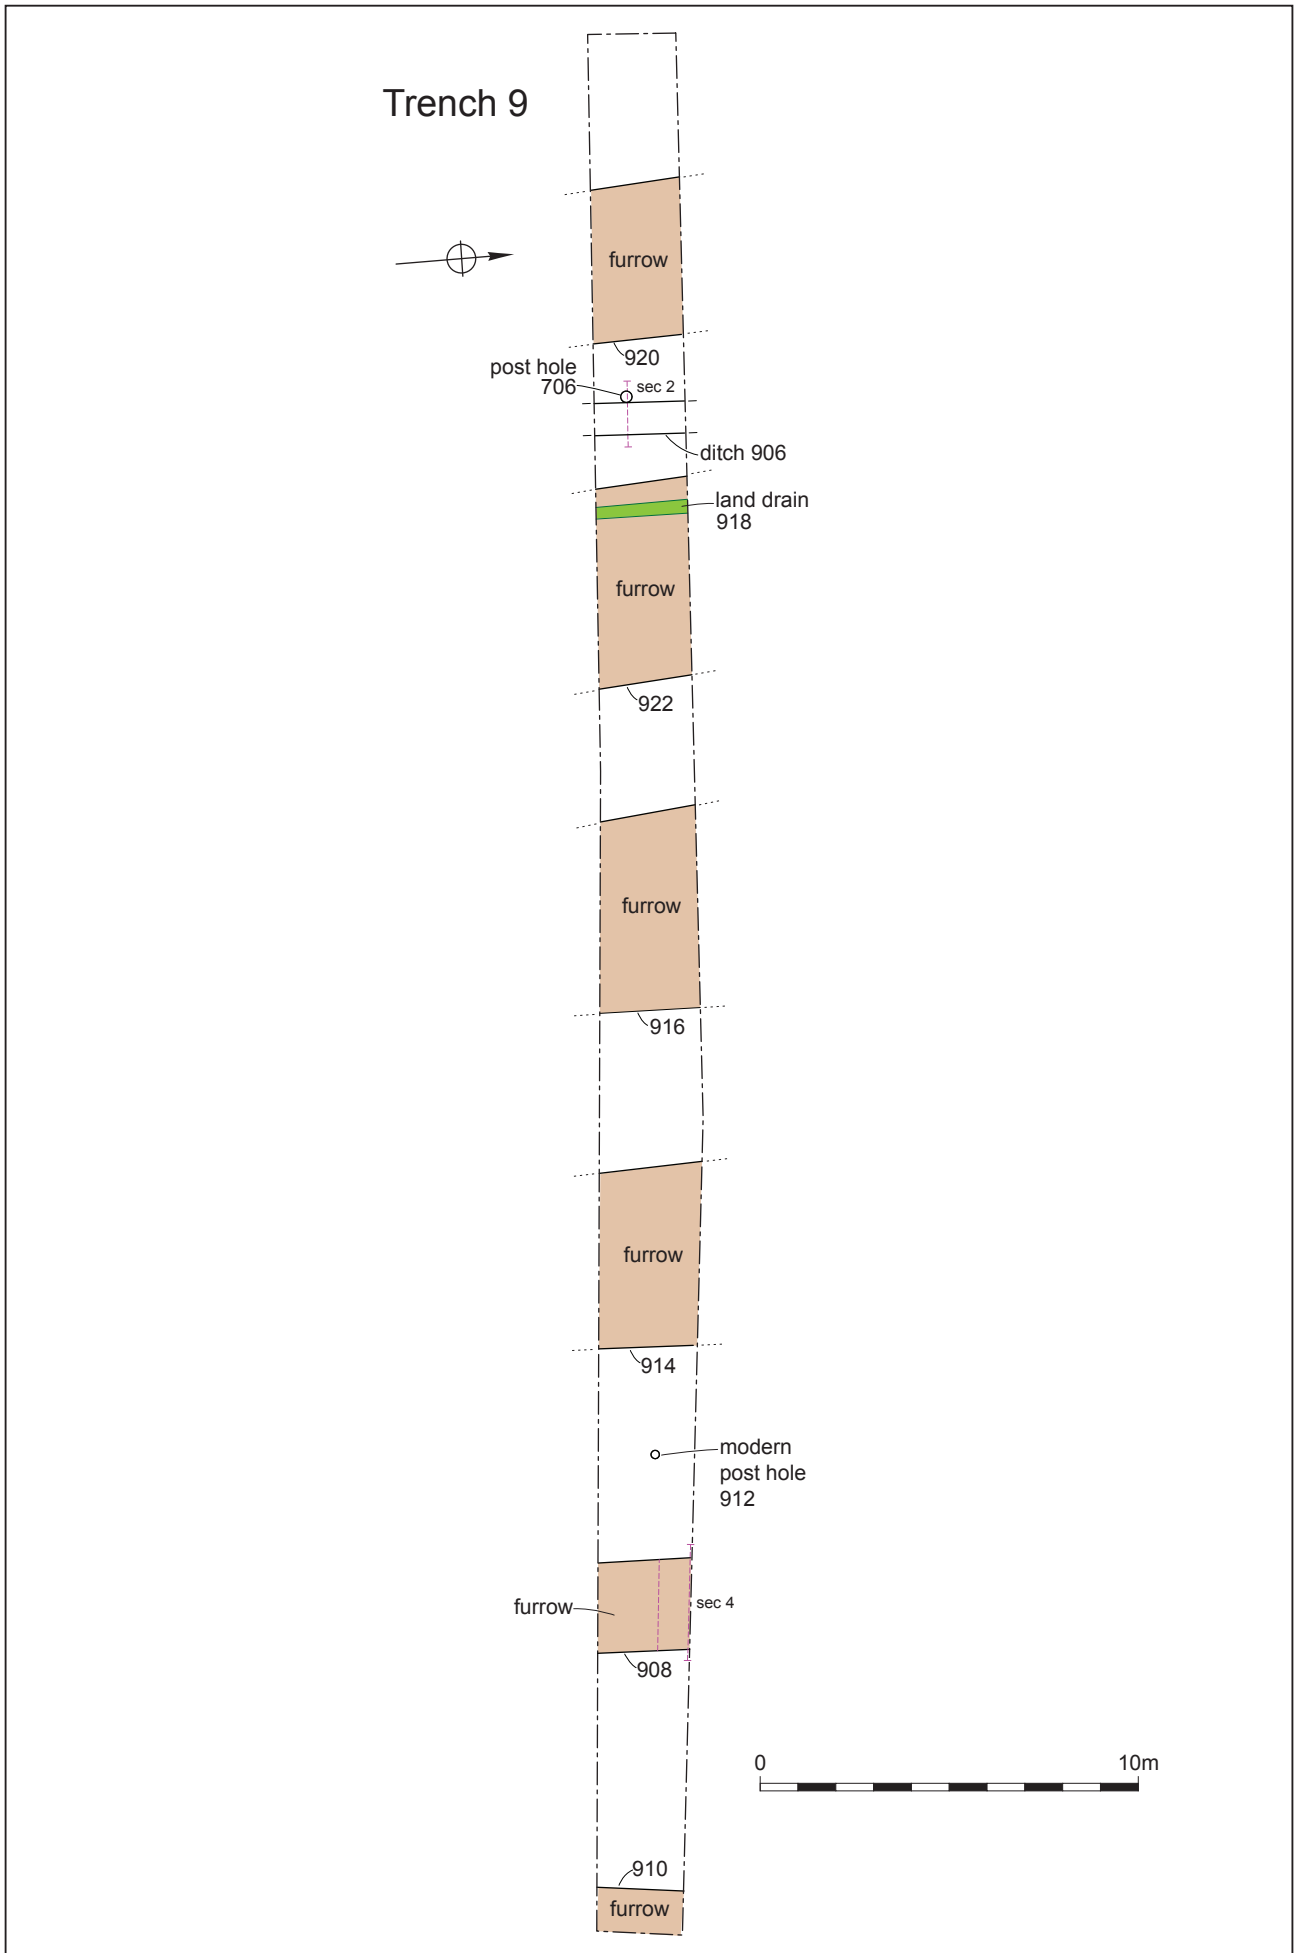 Trench 9
furrow
920
post hole
706
sec 2
ditch 906
land drain
918
furrow
922
furrow
916
furrow
914
modern
post hole
912
furrow
sec 4
908
0 10m
910
furrow